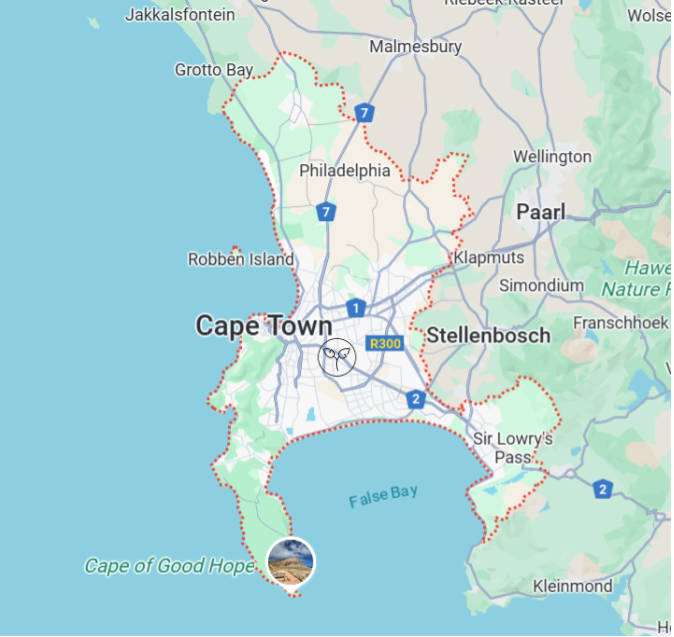 Riebeek-Kasteel
Jakkalsfontein
Wolse
Malmesbury
Grotto Bay
7
Wellington
Philadelphia
Paarl
7
Robben Island
Klapmuts
Hawe
Nature R
Simondium
1
Cape Town
Franschhoek
Stellenbosch
R300
2
Sir Lowry's
Pass
False Bay
2
Cape of Good Hope
Kleinmond
H